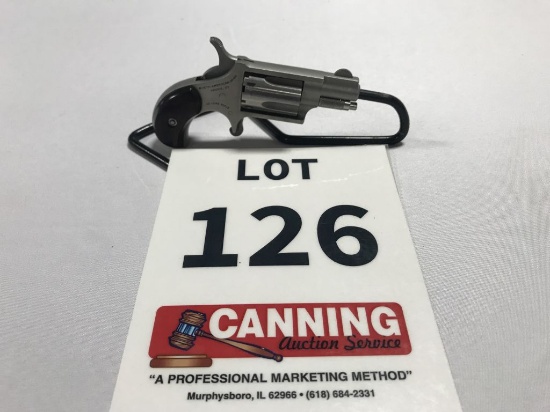 LOT
126
CANNING
Auction Service
"A PROFESSIONAL MARKETING METHOD"
Murphysboro, IL 62966 • (618) 684-2331